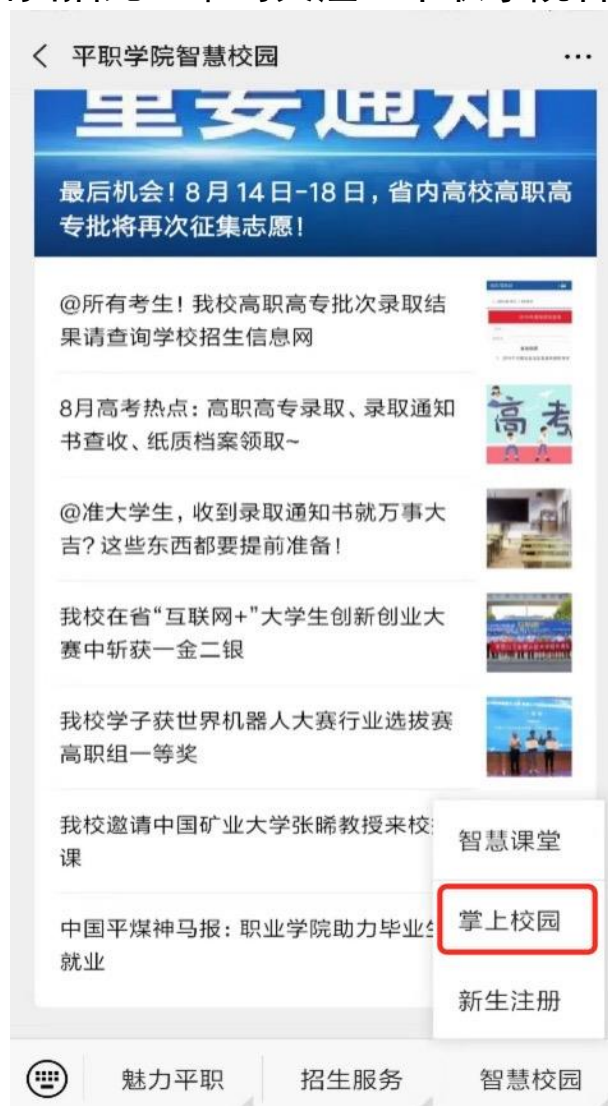 平职学院智慧校园
重要通知
最后机会！8月14日-18日，省内高校高职高
专批将再次征集志愿！
@所有考生！我校高职高专批次录取结
果请查询学校招生信息网
8月高考热点：高职高专录取、录取通知
书查收、纸质档案领取~
高考
@准大学生，收到录取通知书就万事大
吉？这些东西都要提前准备！
我校在省“互联网+”大学生创新创业大
赛中斩获一金二银
我校学子获世界机器人大赛行业选拔赛
高职组一等奖
我校邀请中国矿业大学张晞教授来校
课
中国平煤神马报：职业学院助力毕业
就业
智慧课堂
掌上校园
新生注册
魅力平职
招生服务
智慧校园